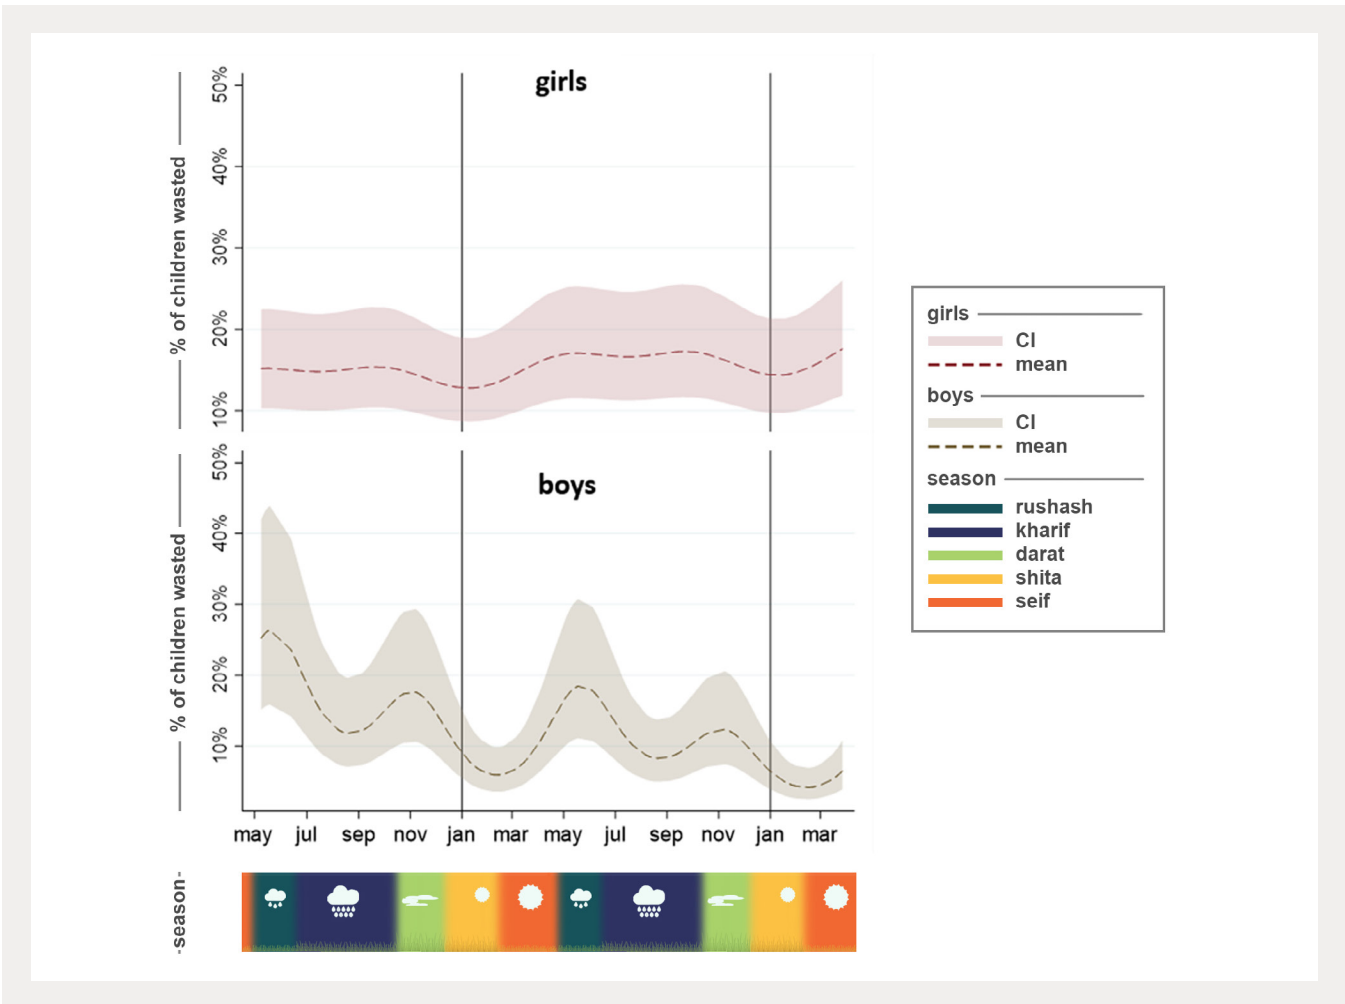 girls
50%
40%
30%
20%
10%
% of children wasted
boys
50%
40%
30%
20%
10%
% of children wasted
may jul sep nov jan mar may jul sep nov jan mar
-season-
girls
CI
mean
boys
CI
mean
season
rushash
kharif
darat
shita
seif